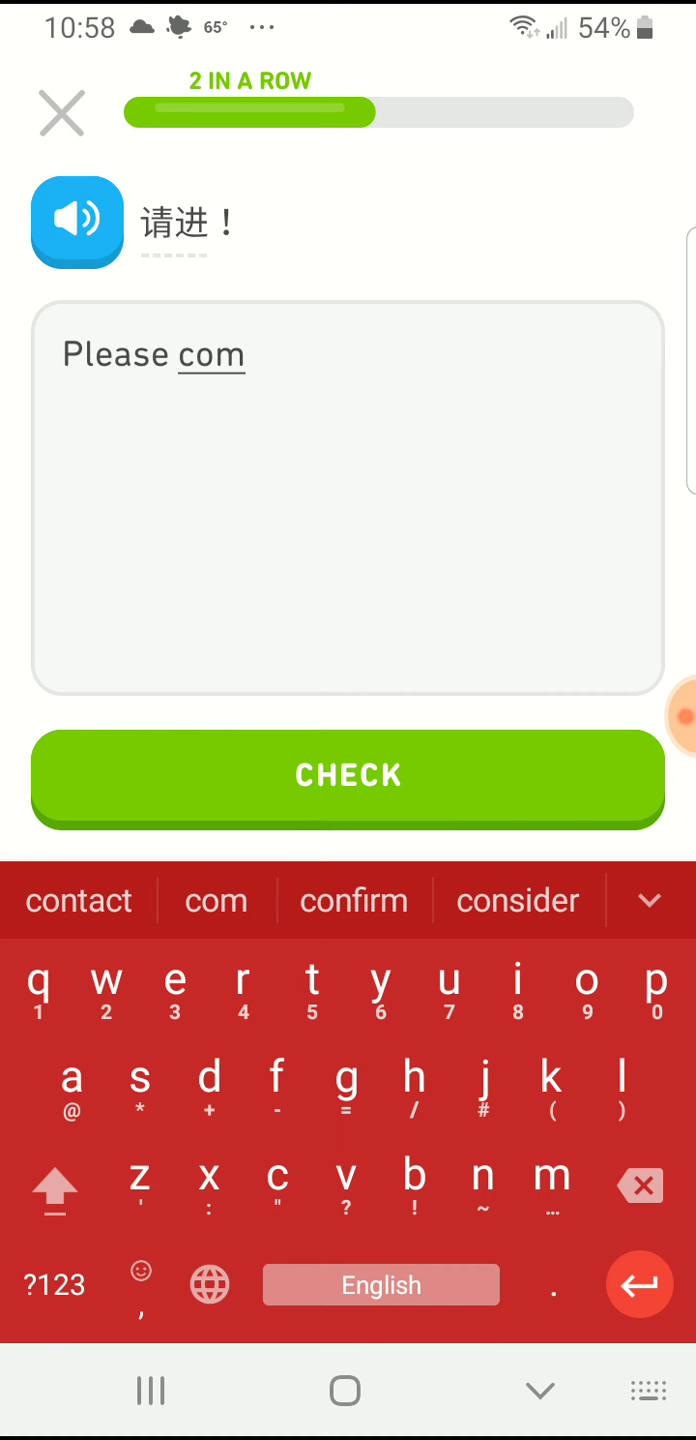 10:58 65° ... 54%
2 IN A ROW
请进！
Please com
CHECK
contact com confirm consider
q w e r t y u i o p
1 2 3 4 5 6 7 8 9 0
a s d f g h j k l
@ * + - = / # ( )
z x c v b n m
' : " ? ! ~ ...
?123 , English .